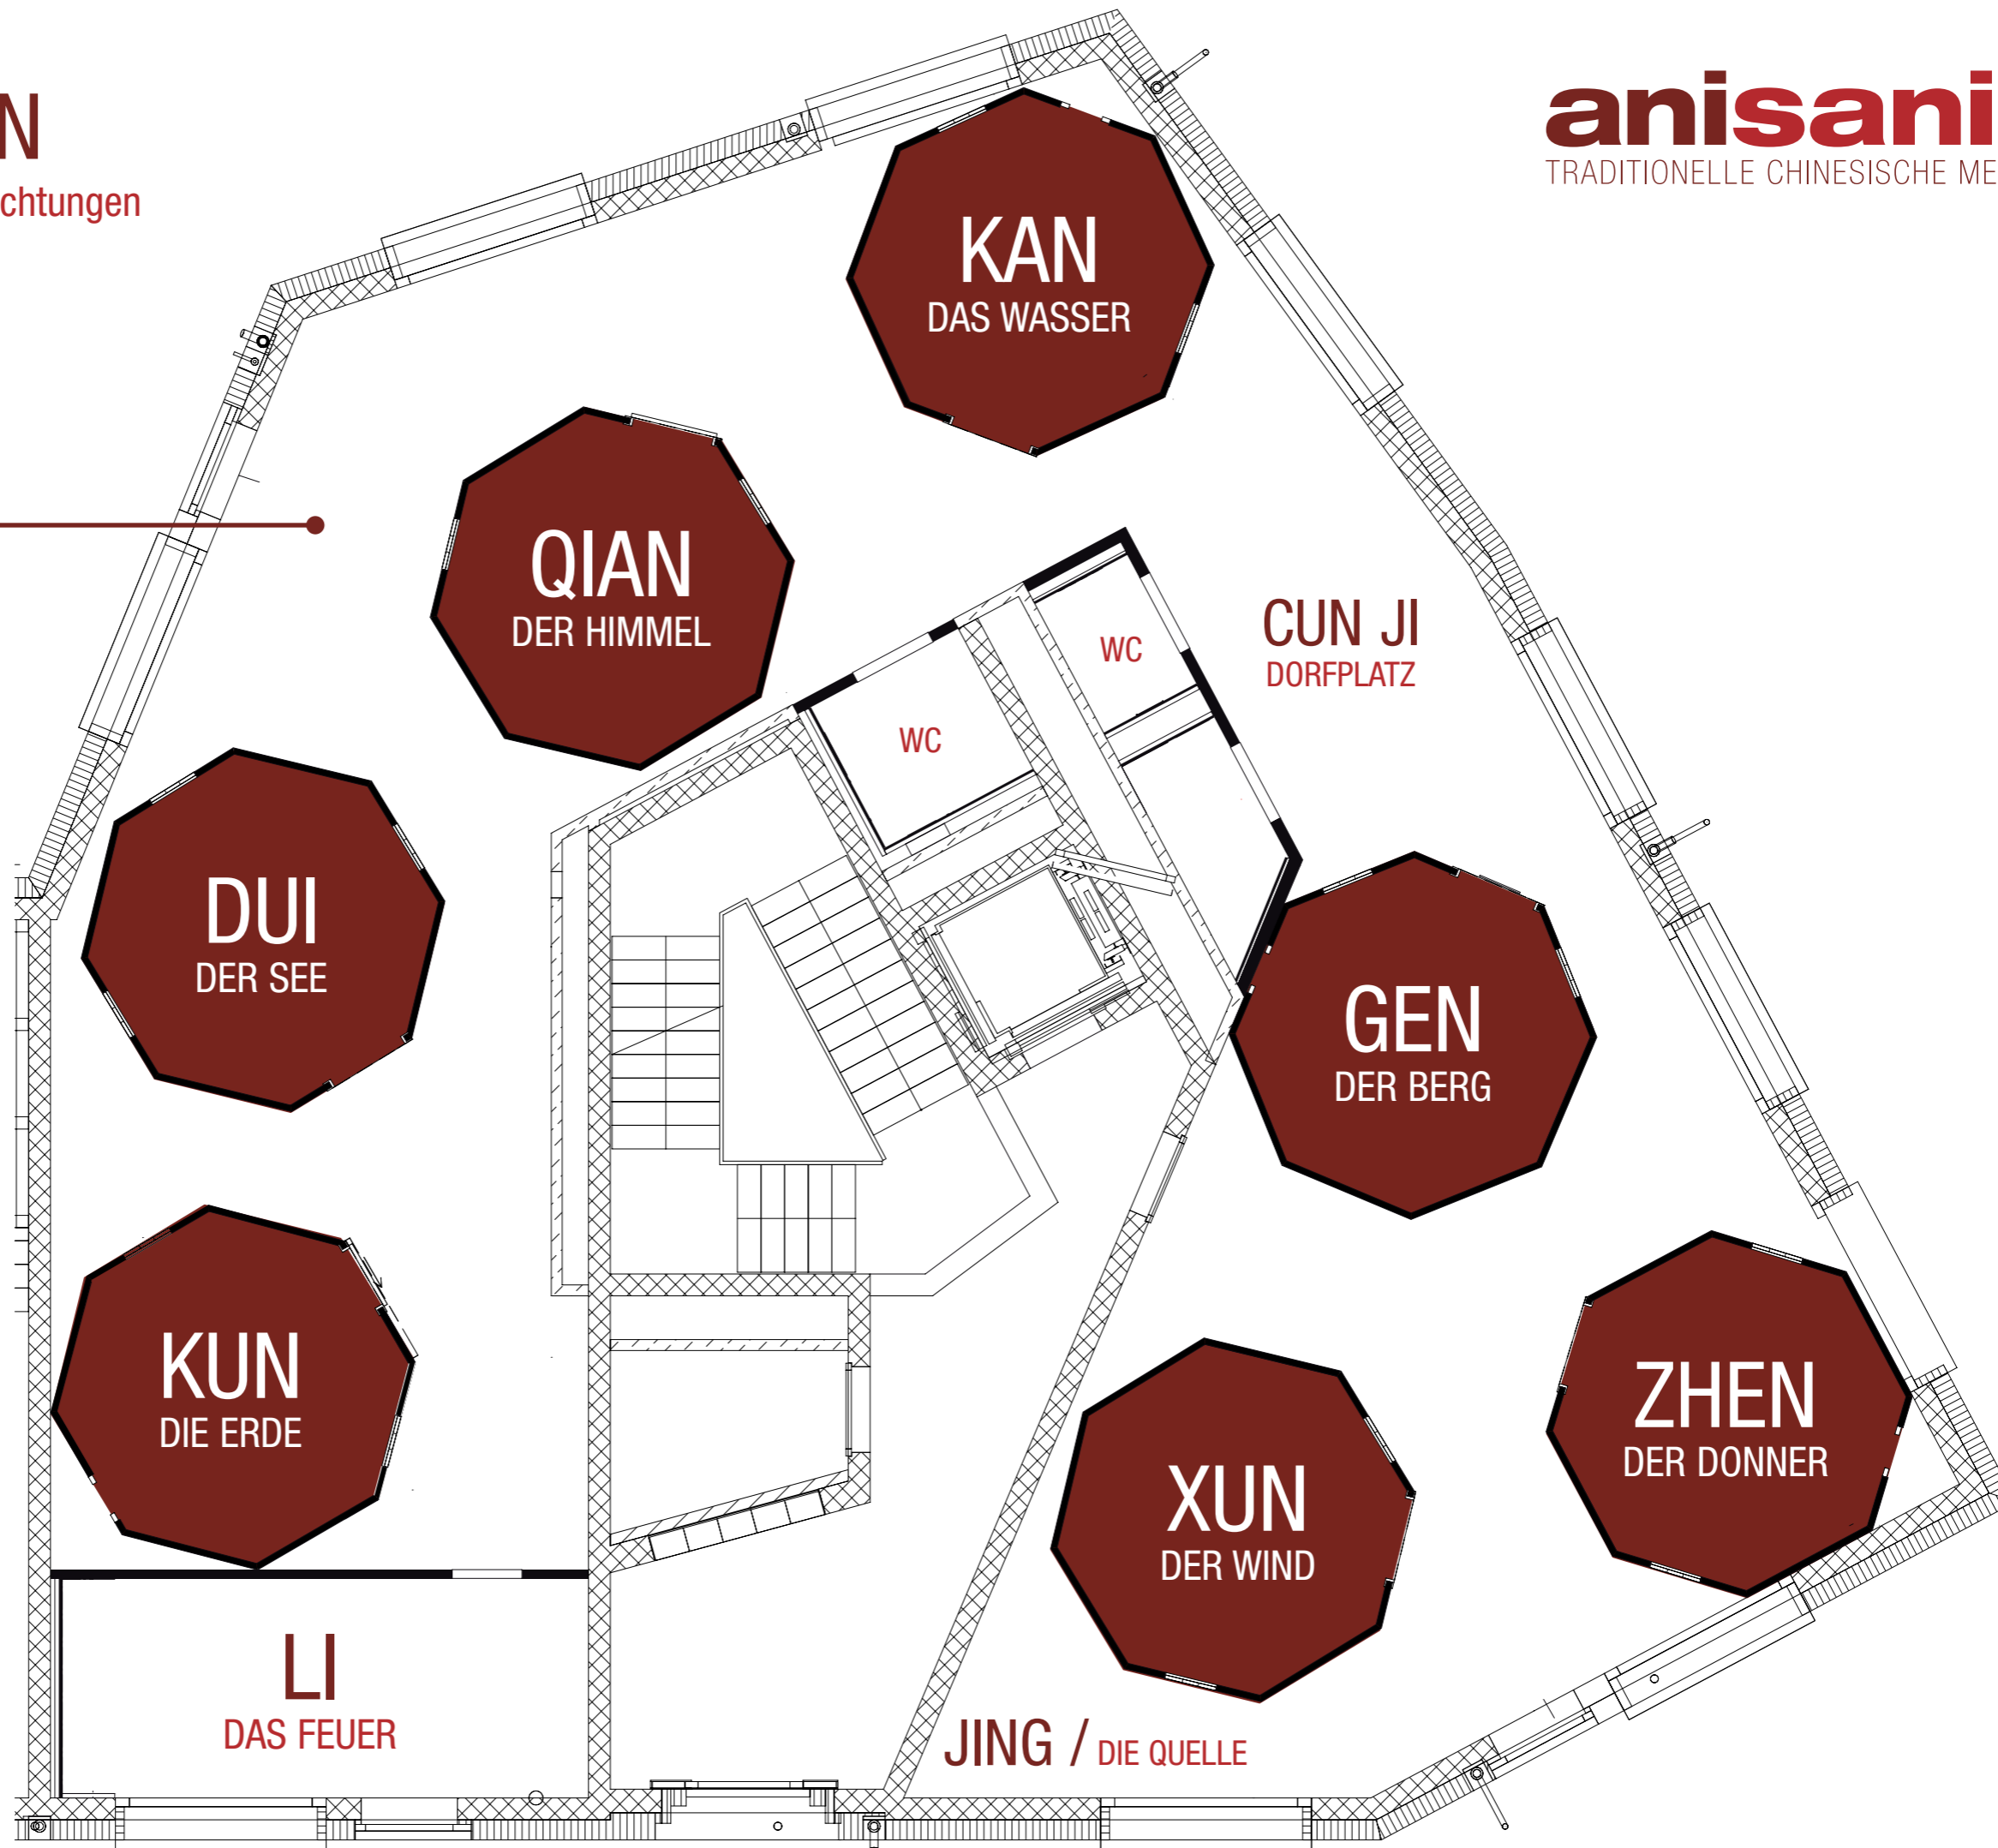 N
chtungen
anisani
TRADITIONELLE CHINESISCHE ME
KAN
DAS WASSER
QIAN
DER HIMMEL
CUN JI
DORFPLATZ
WC
WC
DUI
DER SEE
GEN
DER BERG
KUN
DIE ERDE
ZHEN
DER DONNER
XUN
DER WIND
LI
DAS FEUER
JING / DIE QUELLE